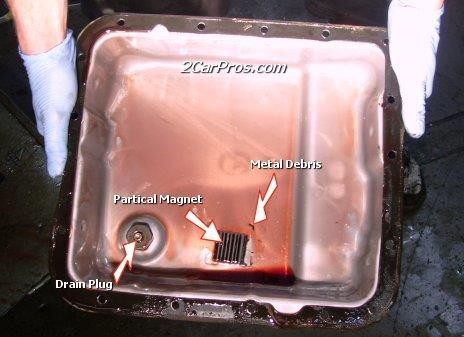 2CarPros.com
Metal Debris
Partical Magnet
Drain Plug